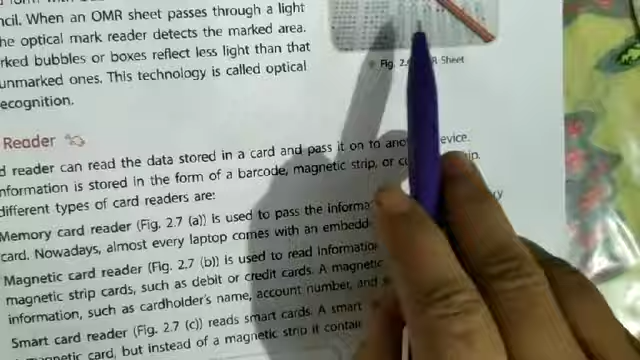 ncil. When an OMR sheet passes through a light
he optical mark reader detects the marked area.
rked bubbles or boxes reflect less light than that
unmarked ones. This technology is called optical
ecognition.
Fig. 2. Sheet
Reader
d reader can read the data stored in a card and pass it on to ano evice.
nformation is stored in the form of a barcode, magnetic strip, or c ip.
different types of card readers are:
Memory card reader (Fig. 2.7 (a)) is used to pass the informa ry
card. Nowadays, almost every laptop comes with an embedd
Magnetic card reader (Fig. 2.7 (b)) is used to read informatio
magnetic strip cards, such as debit or credit cards. A magnetic
information, such as cardholder's name, account number, and
Smart card reader (Fig. 2.7 (c)) reads smart cards. A smart
agnetic card, but instead of a magnetic strip it contai